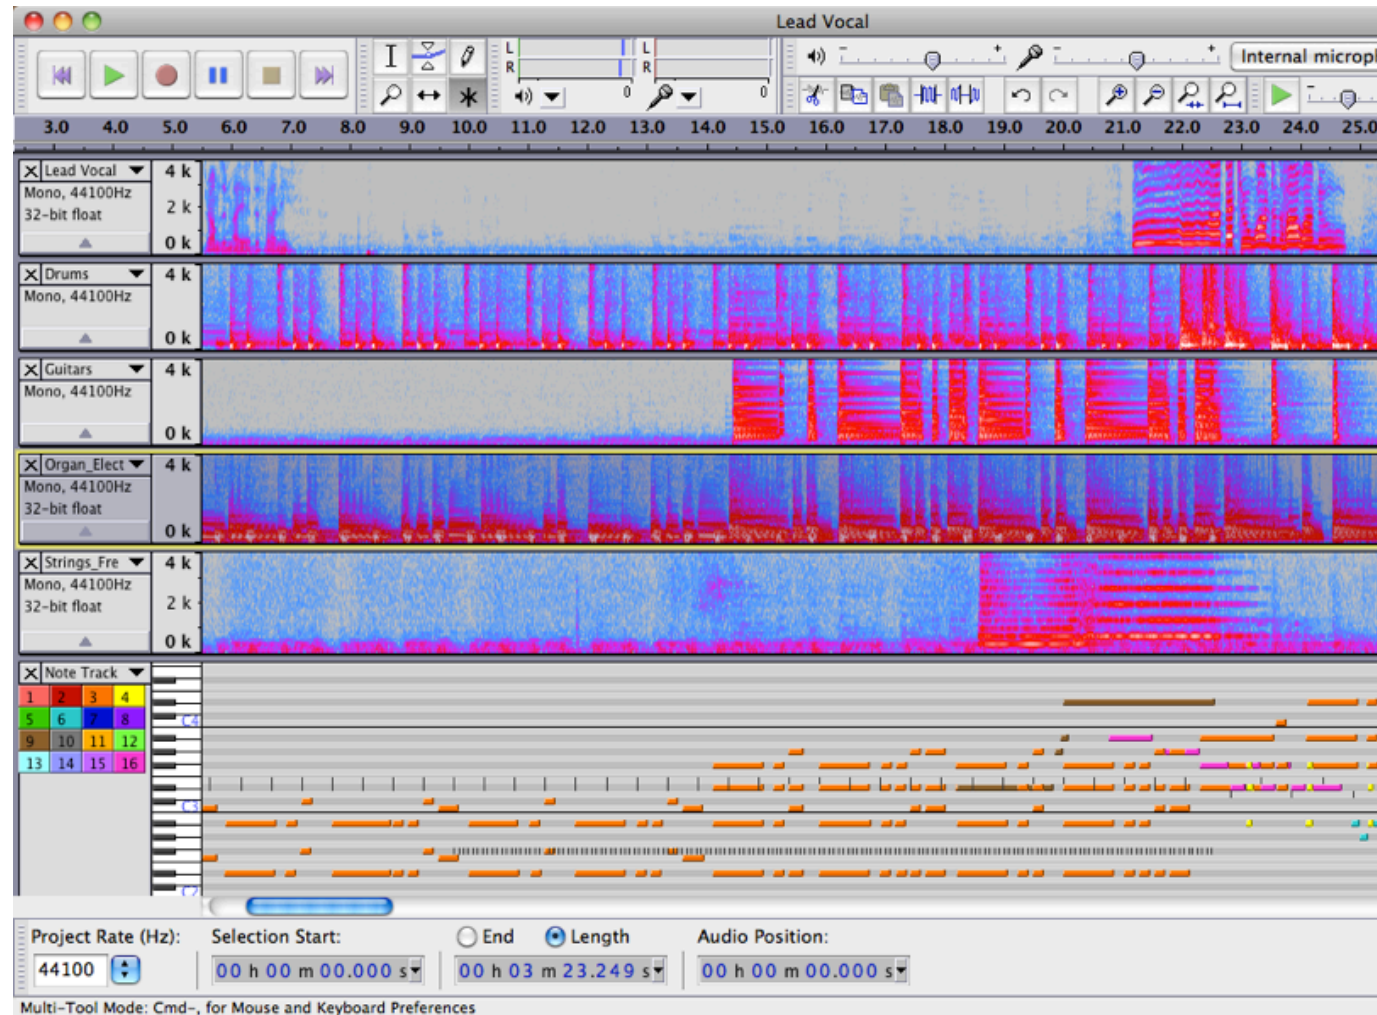 Lead Vocal
L
R
L
R
0
0
Internal microp
3.0 4.0 5.0 6.0 7.0 8.0 9.0 10.0 11.0 12.0 13.0 14.0 15.0 16.0 17.0 18.0 19.0 20.0 21.0 22.0 23.0 24.0 25.0
Lead Vocal
Mono, 44100Hz
32-bit float
4 k
2 k
0 k
Drums
Mono, 44100Hz
4 k
0 k
Guitars
Mono, 44100Hz
4 k
0 k
Organ_Elect
Mono, 44100Hz
32-bit float
4 k
0 k
Strings_Fre
Mono, 44100Hz
32-bit float
4 k
2 k
0 k
Note Track
1 2 3 4
5 6 7 8
9 10 11 12
13 14 15 16
C4
C3
C2
Project Rate (Hz): Selection Start: End Length Audio Position:
44100 00 h 00 m 00.000 s 00 h 03 m 23.249 s 00 h 00 m 00.000 s
Multi-Tool Mode: Cmd-, for Mouse and Keyboard Preferences